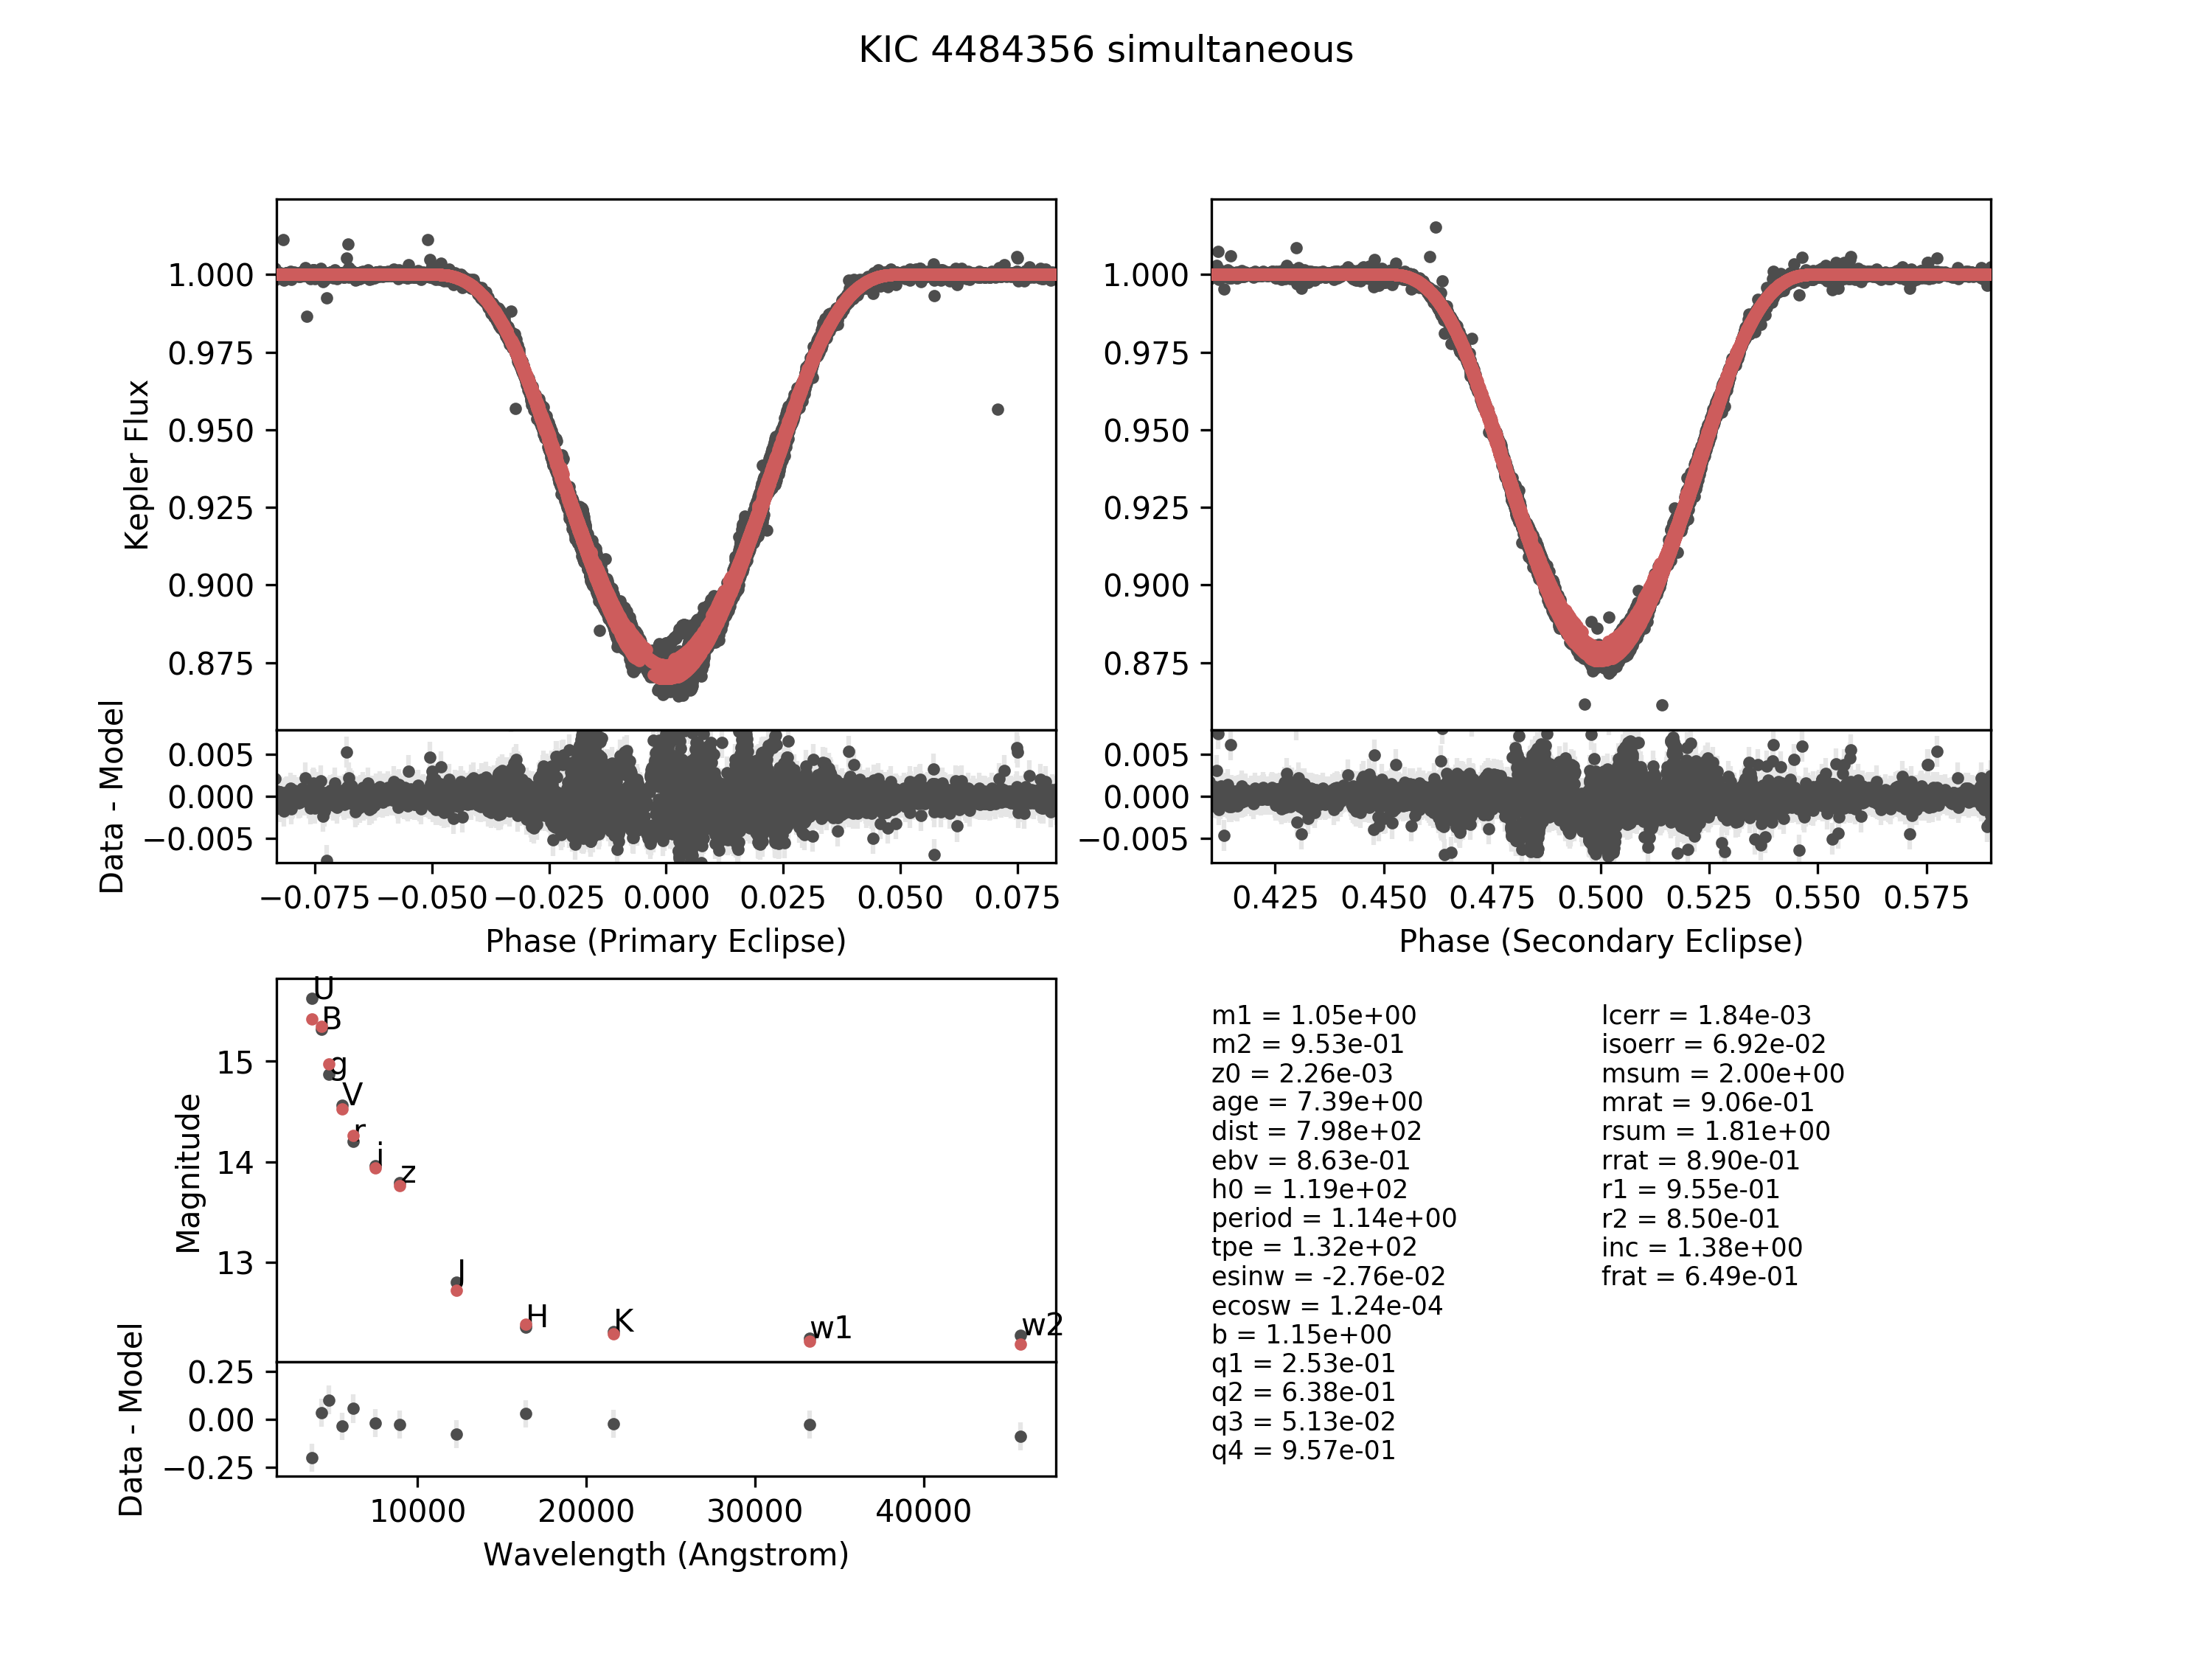 KIC 4484356 simultaneous
Kepler Flux
1.000
0.975
0.950
0.925
0.900
0.875
Data - Model
0.005
0.000
−0.005
−0.075 −0.050 −0.025 0.000 0.025 0.050 0.075
Phase (Primary Eclipse)
1.000
0.975
0.950
0.925
0.900
0.875
0.005
0.000
−0.005
0.425 0.450 0.475 0.500 0.525 0.550 0.575
Phase (Secondary Eclipse)
Magnitude
15
14
13
U
B
g
V
r
i
z
J
H
K
w1
w2
Data - Model
0.25
0.00
−0.25
10000 20000 30000 40000
Wavelength (Angstrom)
m1 = 1.05e+00
m2 = 9.53e-01
z0 = 2.26e-03
age = 7.39e+00
dist = 7.98e+02
ebv = 8.63e-01
h0 = 1.19e+02
period = 1.14e+00
tpe = 1.32e+02
esinw = -2.76e-02
ecosw = 1.24e-04
b = 1.15e+00
q1 = 2.53e-01
q2 = 6.38e-01
q3 = 5.13e-02
q4 = 9.57e-01
lcerr = 1.84e-03
isoerr = 6.92e-02
msum = 2.00e+00
mrat = 9.06e-01
rsum = 1.81e+00
rrat = 8.90e-01
r1 = 9.55e-01
r2 = 8.50e-01
inc = 1.38e+00
frat = 6.49e-01